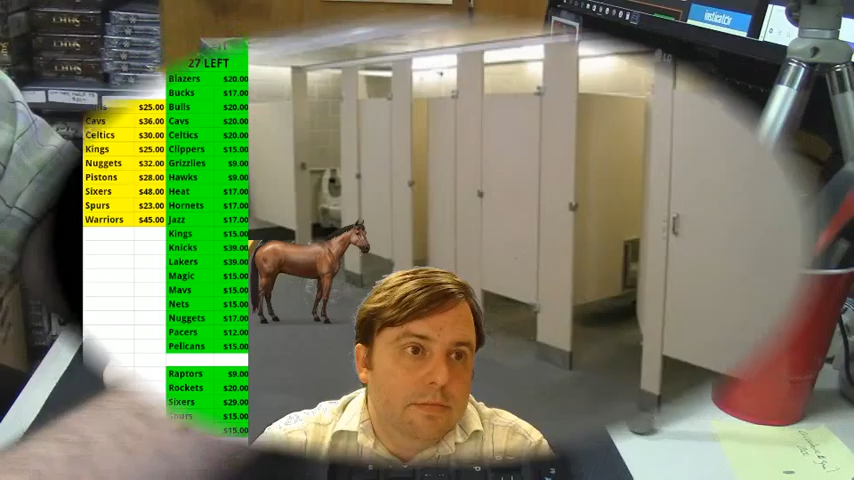 27 LEFT
Blazers $20.00
Bucks $17.00
$25.00 Bulls $20.00
Cavs $36.00 Cavs $20.00
Celtics $30.00 Celtics $20.00
Kings $25.00 Clippers $15.00
Nuggets $32.00 Grizzlies $9.00
Pistons $28.00 Hawks $9.00
Sixers $48.00 Heat $17.00
Spurs $23.00 Hornets $17.00
Warriors $45.00 Jazz $17.00
Kings $15.00
Knicks $39.00
Lakers $39.00
Magic $15.00
Mavs $15.00
Nets $15.00
Nuggets $17.00
Pacers $12.00
Pelicans $15.00
Raptors $9.00
Rockets $20.00
Sixers $29.00
Spurs $15.00
$15.00
insticatch
LG